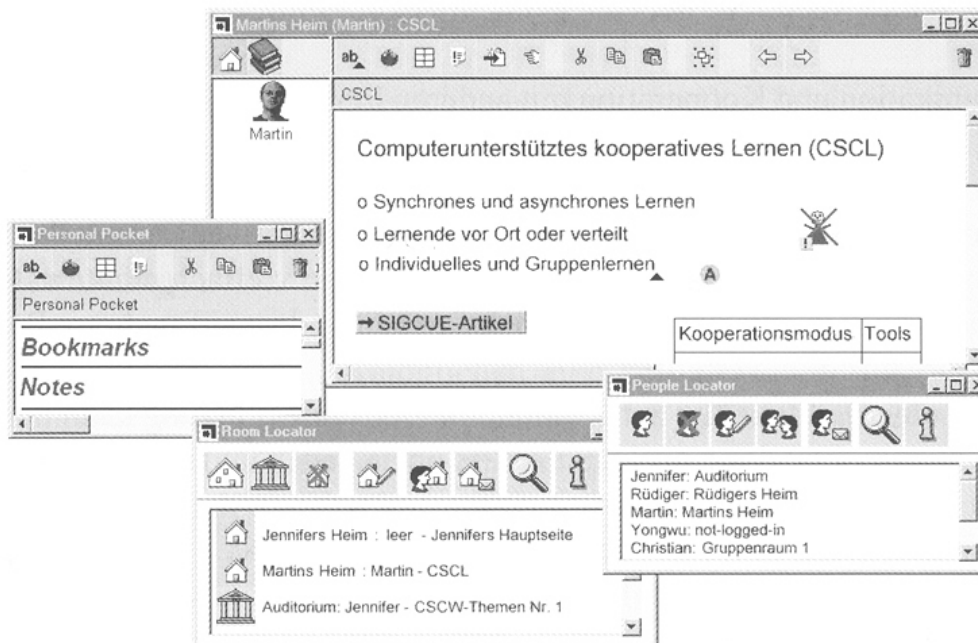 Martins Heim (Martin) : CSCL
CSCL
Martin
Computerunterstütztes kooperatives Lernen (CSCL)
o Synchrones und asynchrones Lernen
o Lernende vor Ort oder verteilt
o Individuelles und Gruppenlernen
A
→ SIGCUE-Artikel
Kooperationsmodus Tools
Personal Pocket
ab
Personal Pocket
Bookmarks
Notes
Room Locator
Jennifers Heim : leer - Jennifers Hauptseite
Martins Heim : Martin - CSCL
Auditorium: Jennifer - CSCW-Themen Nr. 1
People Locator
Jennifer: Auditorium
Rüdiger: Rüdigers Heim
Martin: Martins Heim
Yongwu: not-logged-in
Christian: Gruppenraum 1